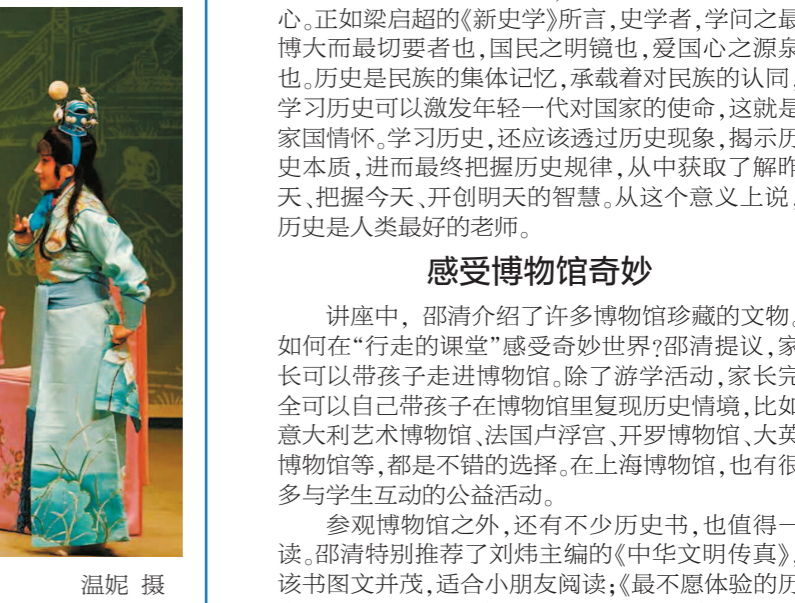 心。正如梁启超的《新史学》所言,史学者,学问之最
博大而最切要者也,国民之明镜也,爱国心之源泉
也。历史是民族的集体记忆,承载着对民族的认同,
学习历史可以激发年轻一代对国家的使命,这就是
家国情怀。学习历史,还应该透过历史现象,揭示历
史本质,进而最终把握历史规律,从中获取了解昨
天、把握今天、开创明天的智慧。从这个意义上说,
历史是人类最好的老师。
感受博物馆奇妙
讲座中,邵清介绍了许多博物馆珍藏的文物。
如何在“行走的课堂”感受奇妙世界?邵清提议,家
长可以带孩子走进博物馆。除了游学活动,家长完
全可以自己带孩子在博物馆里复现历史情境,比如
意大利艺术博物馆、法国卢浮宫、开罗博物馆、大英
博物馆等,都是不错的选择。在上海博物馆,也有很
多与学生互动的公益活动。
参观博物馆之外,还有不少历史书,也值得一
读。邵清特别推荐了刘炜主编的《中华文明传真》,
该书图文并茂,适合小朋友阅读;《最不愿体验的历
温妮 摄